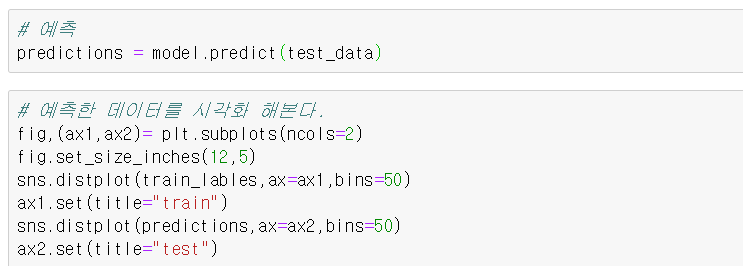 # 예측
predictions = model.predict(test_data)
# 예측한 데이터를 시각화 해본다.
fig,(ax1,ax2)= plt.subplots(ncols=2)
fig.set_size_inches(12,5)
sns.distplot(train_lables,ax=ax1,bins=50)
ax1.set(title="train")
sns.distplot(predictions,ax=ax2,bins=50)
ax2.set(title="test")